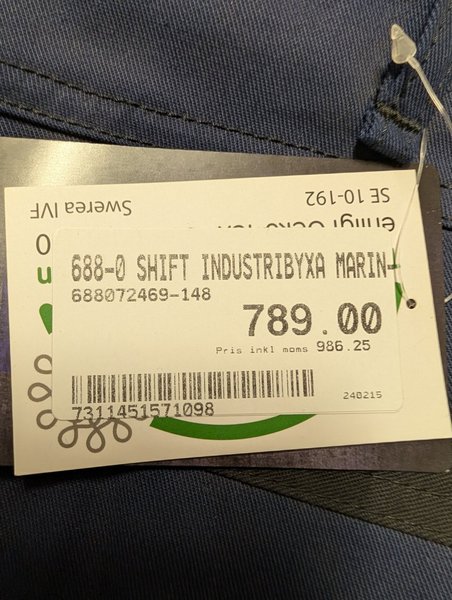 688-0 SHIFT INDUSTRIBYXA MARIN-
688072469-148
789.00
Pris inkl moms 986.25
7311451571098
240215
SE 10-192
Swerea IVF
enligt